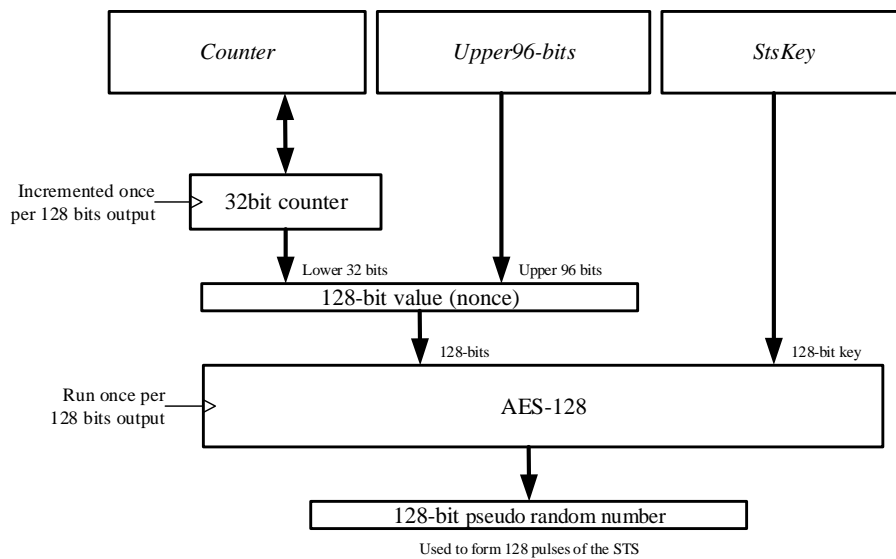 Counter
Upper96-bits
StsKey
Incremented once
per 128 bits output
32bit counter
Lower 32 bits
Upper 96 bits
128-bit value (nonce)
128-bits
128-bit key
Run once per
128 bits output
AES-128
128-bit pseudo random number
Used to form 128 pulses of the STS